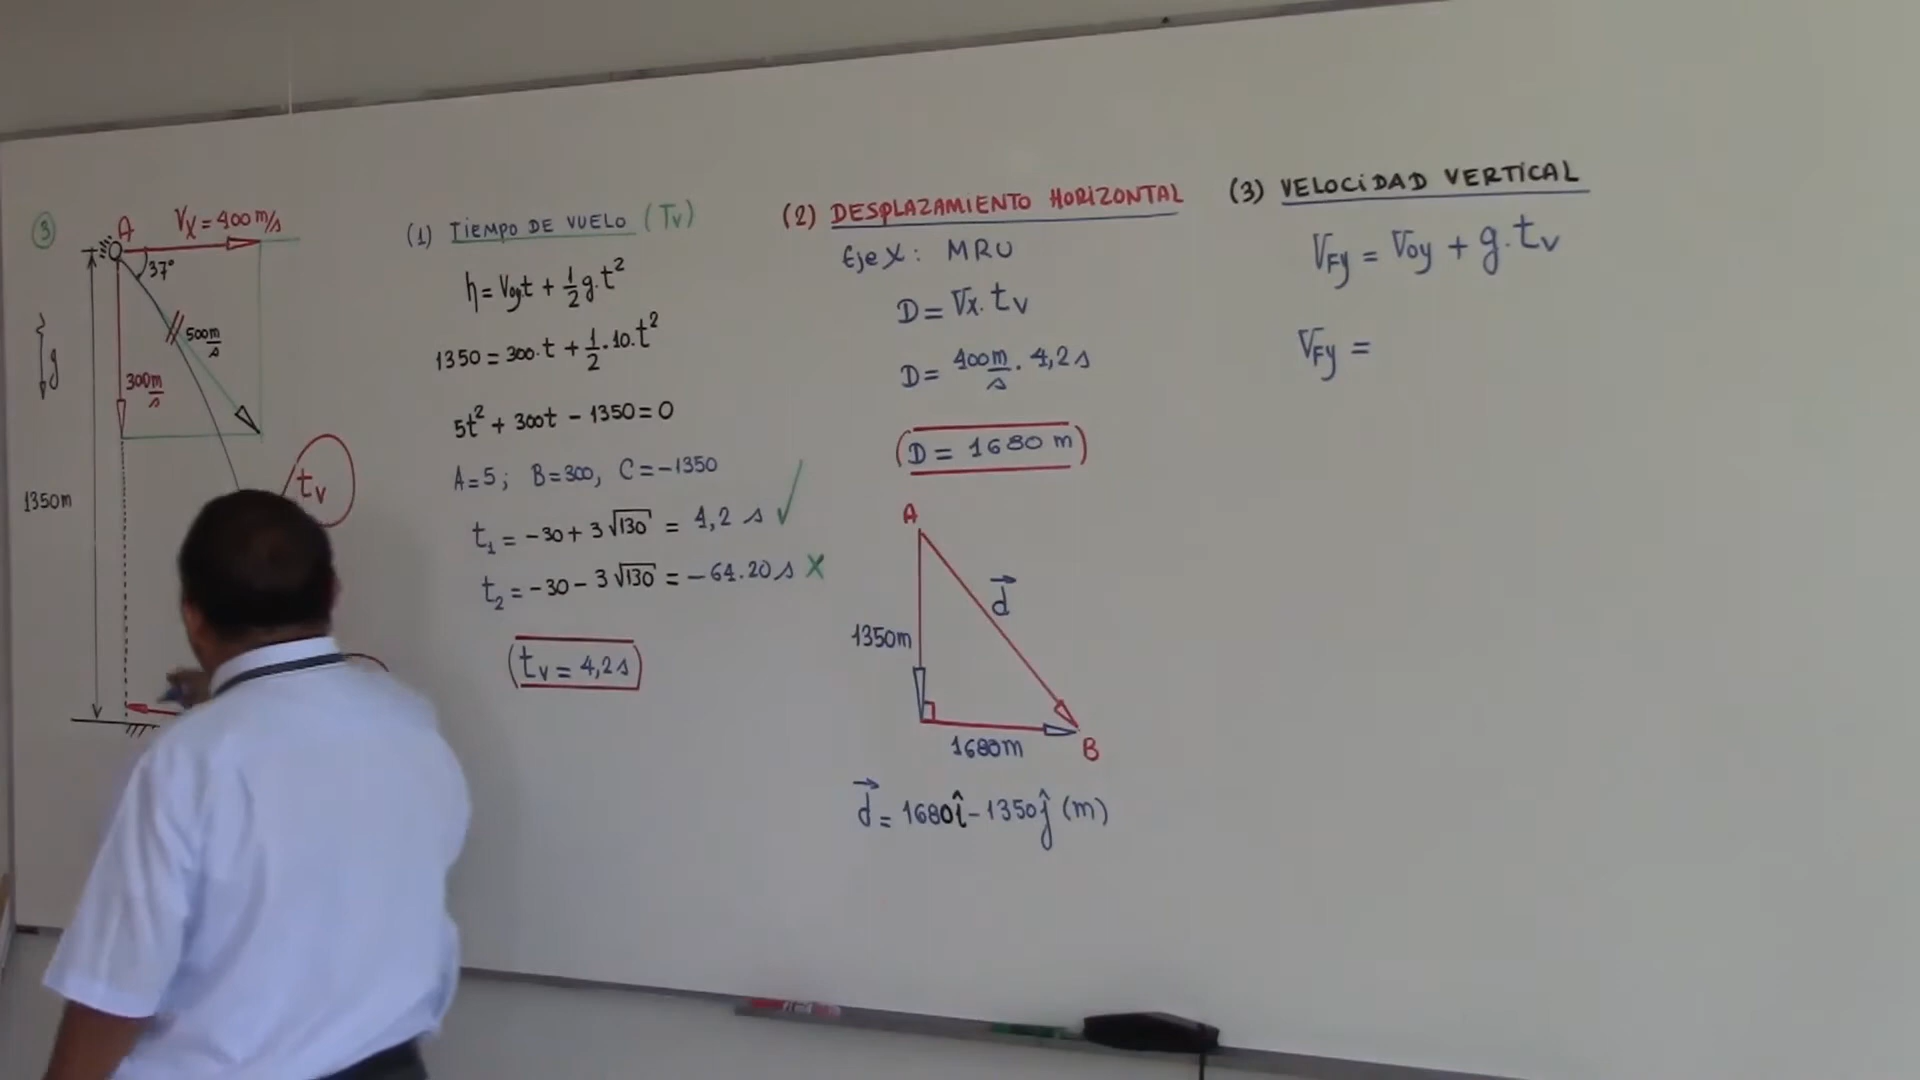 3
A
Vx = 400 m/s
37°
500 m/s
g
300 m/s
1350m
tv
(1) TIEMPO DE VUELO (Tv)
h = Voyt + 1/2 g.t²
1350 = 300.t + 1/2 . 10.t²
5t² + 300t - 1350 = 0
A = 5; B = 300, C = -1350
t₁ = -30 + 3√130 = 4,2 s ✓
t₂ = -30 - 3√130 = -64.20 s X
tv = 4,2 s
(2) DESPLAZAMIENTO HORIZONTAL
Eje X: MRU
D = Vx. tv
D = 400 m/s . 4,2 s
D = 1680 m
A
d⃗
1350m
1680m
B
d⃗ = 1680î - 1350ĵ (m)
(3) VELOCIDAD VERTICAL
VFy = Voy + g.tv
VFy =